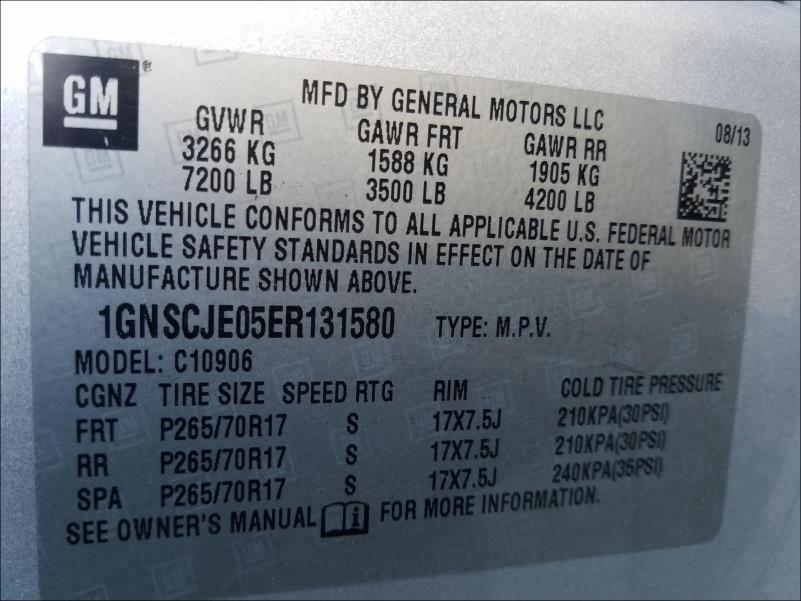 GM ®
MFD BY GENERAL MOTORS LLC
08/13
GVWR GAWR FRT GAWR RR
3266 KG 1588 KG 1905 KG
7200 LB 3500 LB 4200 LB
THIS VEHICLE CONFORMS TO ALL APPLICABLE U.S. FEDERAL MOTOR
VEHICLE SAFETY STANDARDS IN EFFECT ON THE DATE OF
MANUFACTURE SHOWN ABOVE.
1GNSCJE05ER131580 TYPE: M.P.V.
MODEL: C10906
CGNZ TIRE SIZE SPEED RTG RIM COLD TIRE PRESSURE
FRT P265/70R17 S 17X7.5J 210KPA(30PSI)
RR P265/70R17 S 17X7.5J 210KPA(30PSI)
SPA P265/70R17 S 17X7.5J 240KPA(35PSI)
SEE OWNER'S MANUAL i FOR MORE INFORMATION.